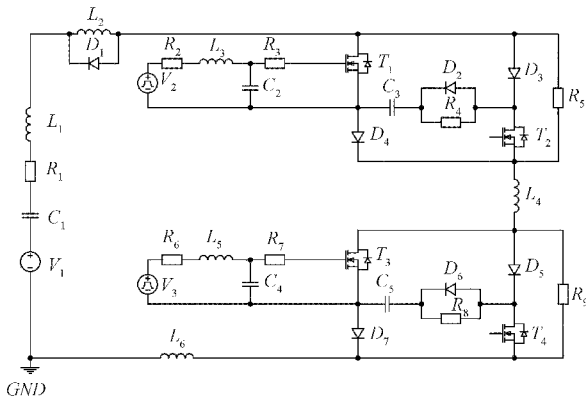 L₂
D₁
R₂ L₃ R₃
V₂ C₂ T₁ C₃ D₂ D₃
R₄ R₅
L₁ D₄ T₂
R₁
C₁ L₄
V₁
R₆ L₅ R₇ T₃
V₃ C₄ C₅ D₆ D₅
R₈ R₉
L₆ D₇ T₄
GND